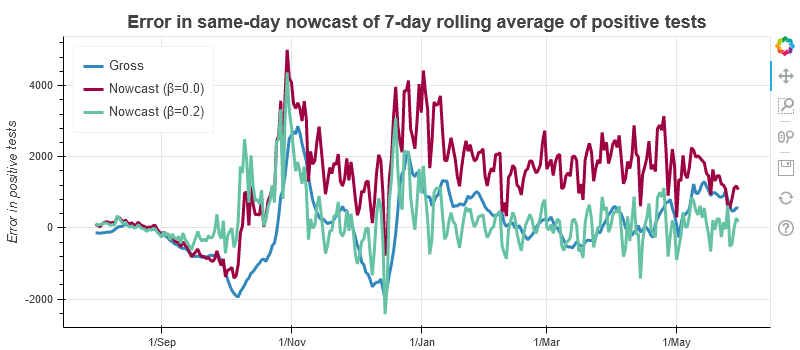 Error in same-day nowcast of 7-day rolling average of positive tests
Gross
Nowcast (β=0.0)
Nowcast (β=0.2)
Error in positive tests
4000
2000
0
-2000
1/Sep
1/Nov
1/Jan
1/Mar
1/May